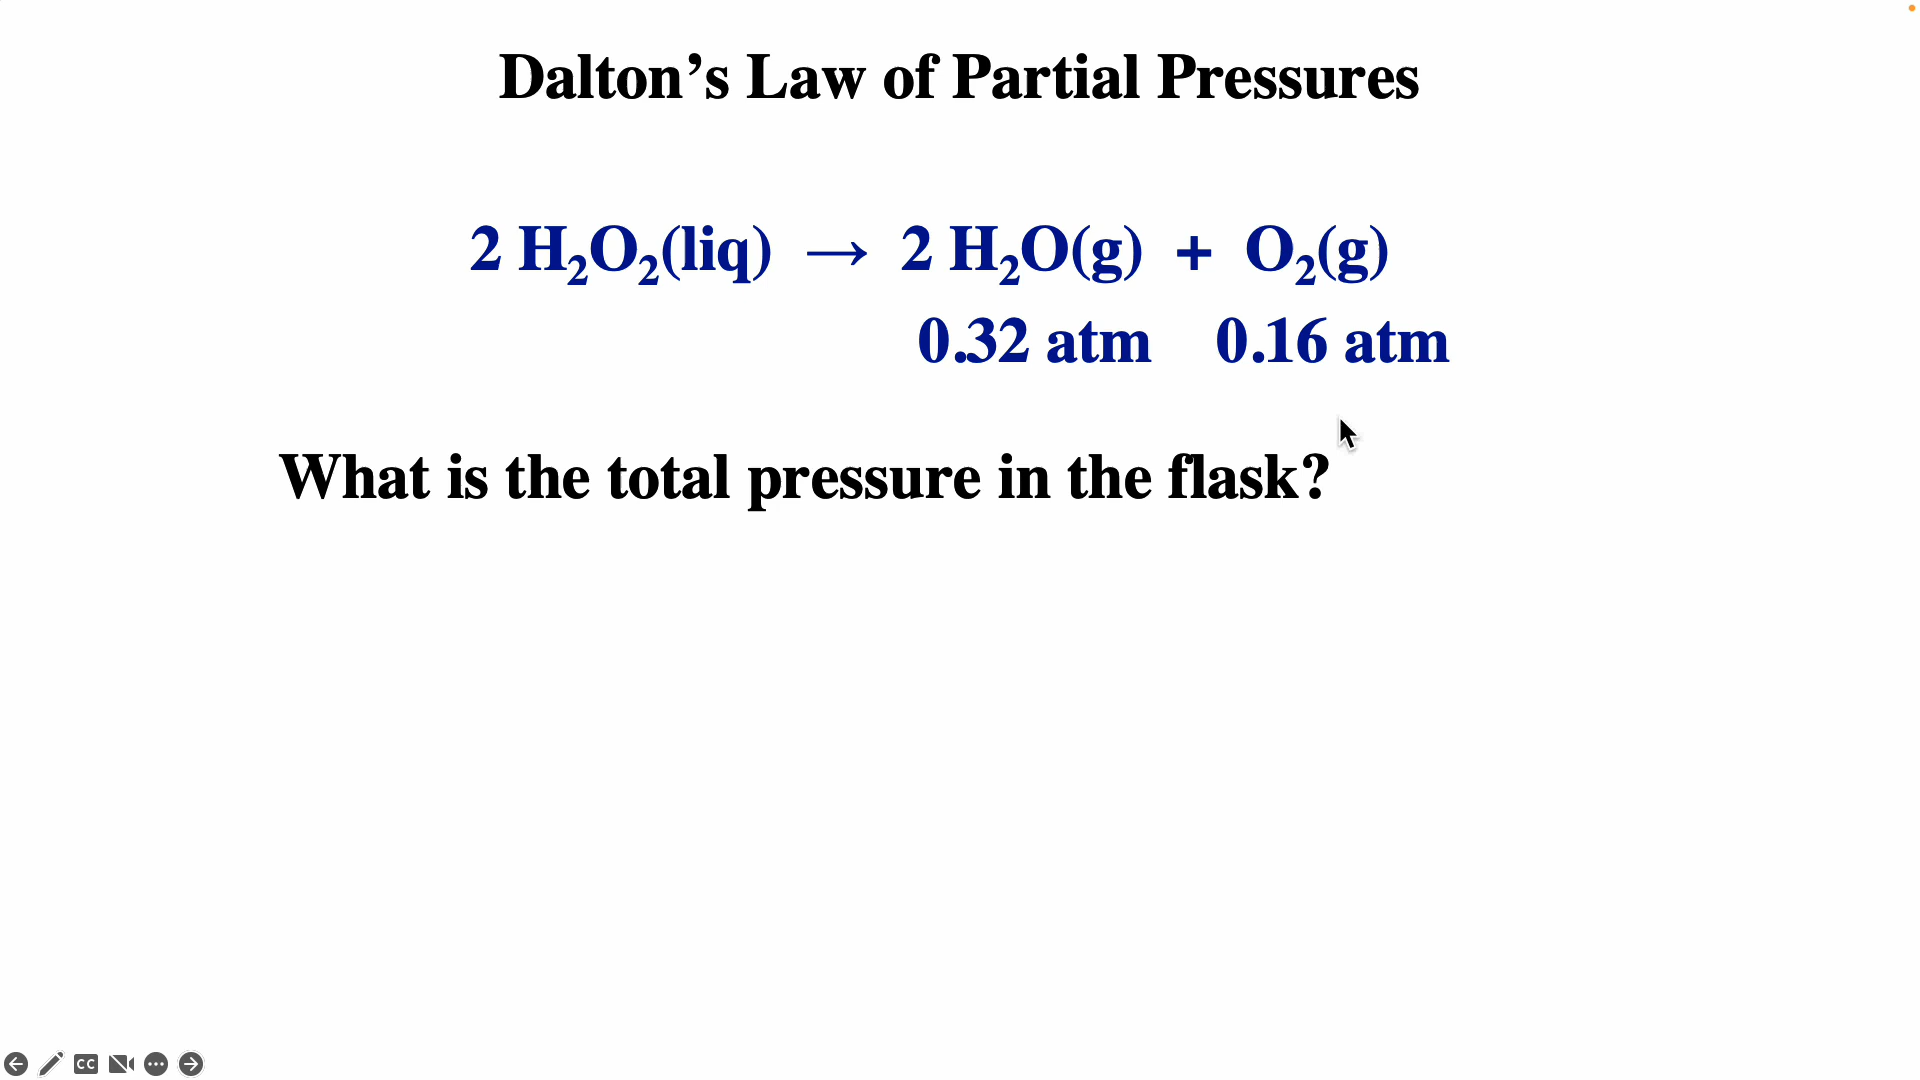 Dalton’s Law of Partial Pressures
2 H₂O₂(liq) → 2 H₂O(g) + O₂(g)
0.32 atm 0.16 atm
What is the total pressure in the flask?
CC